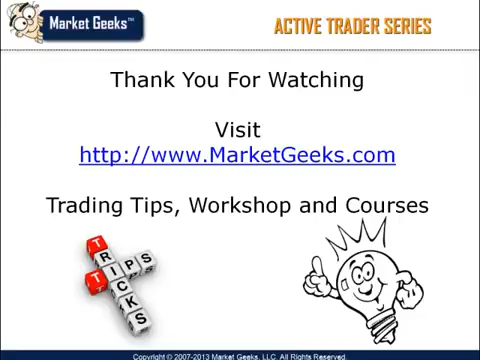 Market Geeks™
ACTIVE TRADER SERIES
Thank You For Watching
Visit
http://www.MarketGeeks.com
Trading Tips, Workshop and Courses
TRICKS
TIPS
Copyright © 2007-2013 Market Geeks, LLC. All Rights Reserved.